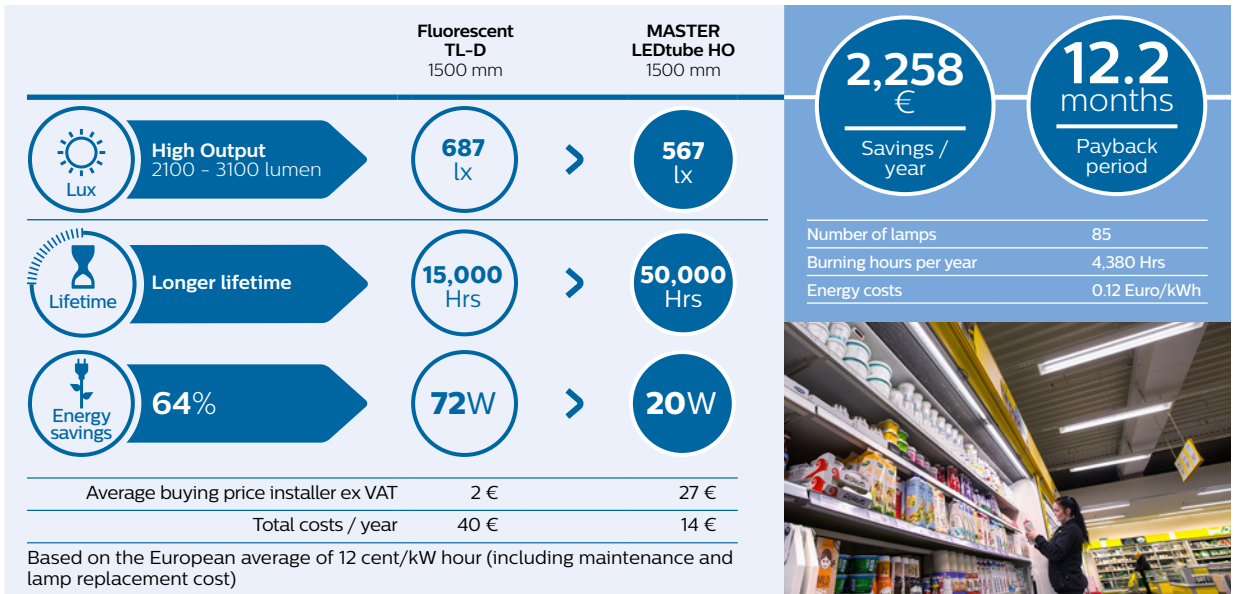 Fluorescent
TL-D
1500 mm
MASTER
LEDtube HO
1500 mm
Lux
High Output
2100 - 3100 lumen
687
lx
>
567
lx
Lifetime
Longer lifetime
15,000
Hrs
>
50,000
Hrs
Energy
savings
64%
72W
>
20W
Average buying price installer ex VAT 2 € 27 €
Total costs / year 40 € 14 €
Based on the European average of 12 cent/kW hour (including maintenance and
lamp replacement cost)
2,258
€
Savings /
year
12.2
months
Payback
period
Number of lamps 85
Burning hours per year 4,380 Hrs
Energy costs 0.12 Euro/kWh